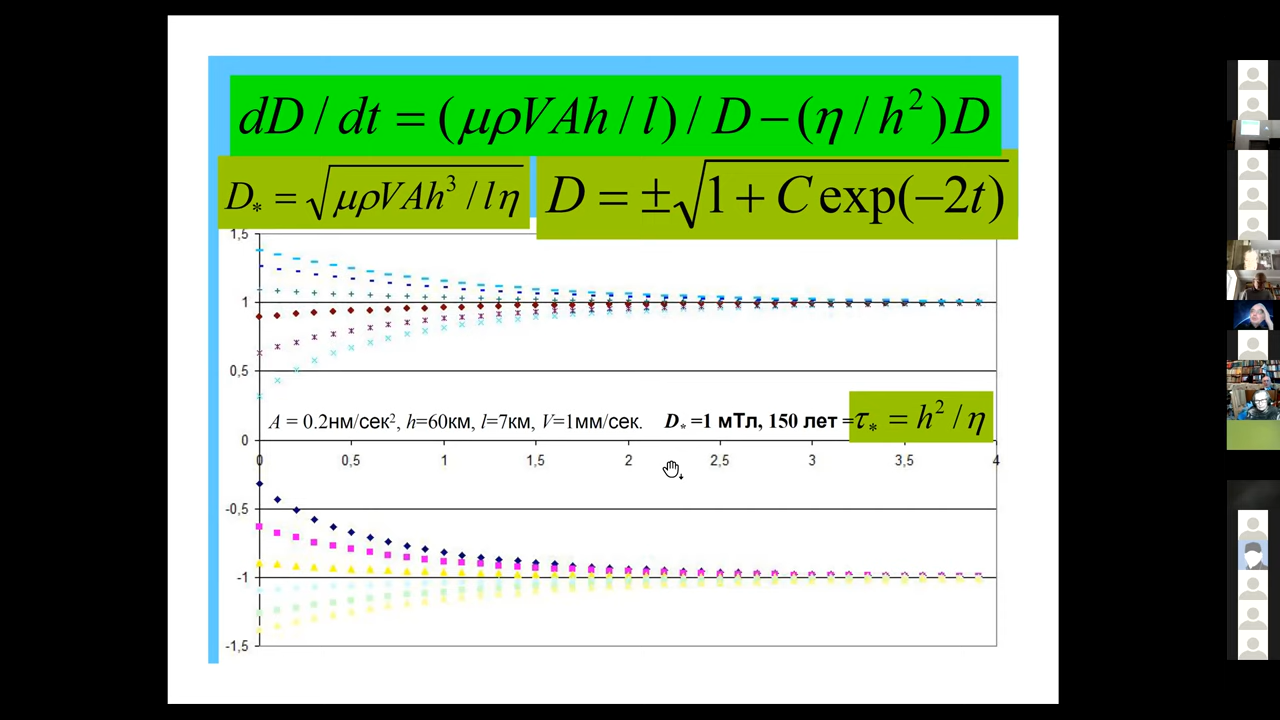 dD / dt = (μρVAh / l) / D − (η / h²)D
D* = √μρVAh³ / lη
D = ±√1 + C exp(−2t)
1,5
1
0,5
A = 0.2нм/сек², h=60км, l=7км, V=1мм/сек. D* =1 мТл, 150 лет =τ* = h² / η
0
0 0,5 1 1,5 2 2,5 3 3,5 4
-0,5
-1
-1,5